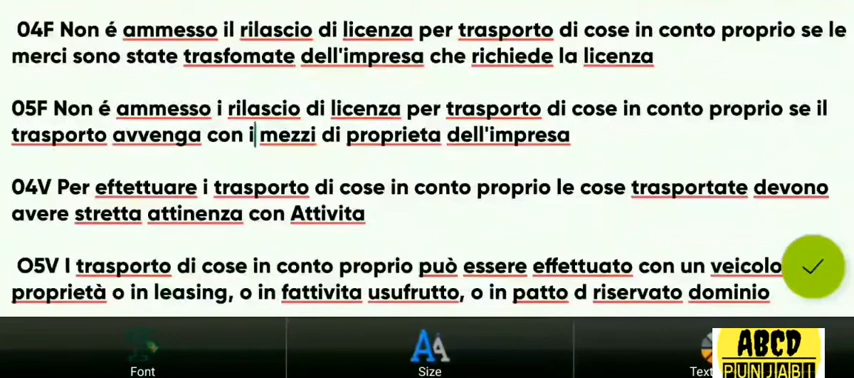 04F Non é ammesso il rilascio di licenza per trasporto di cose in conto proprio se le
merci sono state trasfomate dell'impresa che richiede la licenza
05F Non é ammesso i rilascio di licenza per trasporto di cose in conto proprio se il
trasporto avvenga con i mezzi di proprieta dell'impresa
04V Per eftettuare i trasporto di cose in conto proprio le cose trasportate devono
avere stretta attinenza con Attivita
O5V I trasporto di cose in conto proprio può essere effettuato con un veicolo
proprietà o in leasing, o in fattivita usufrutto, o in patto d riservato dominio
Font
Size
Text
ABCD
PUNJABI